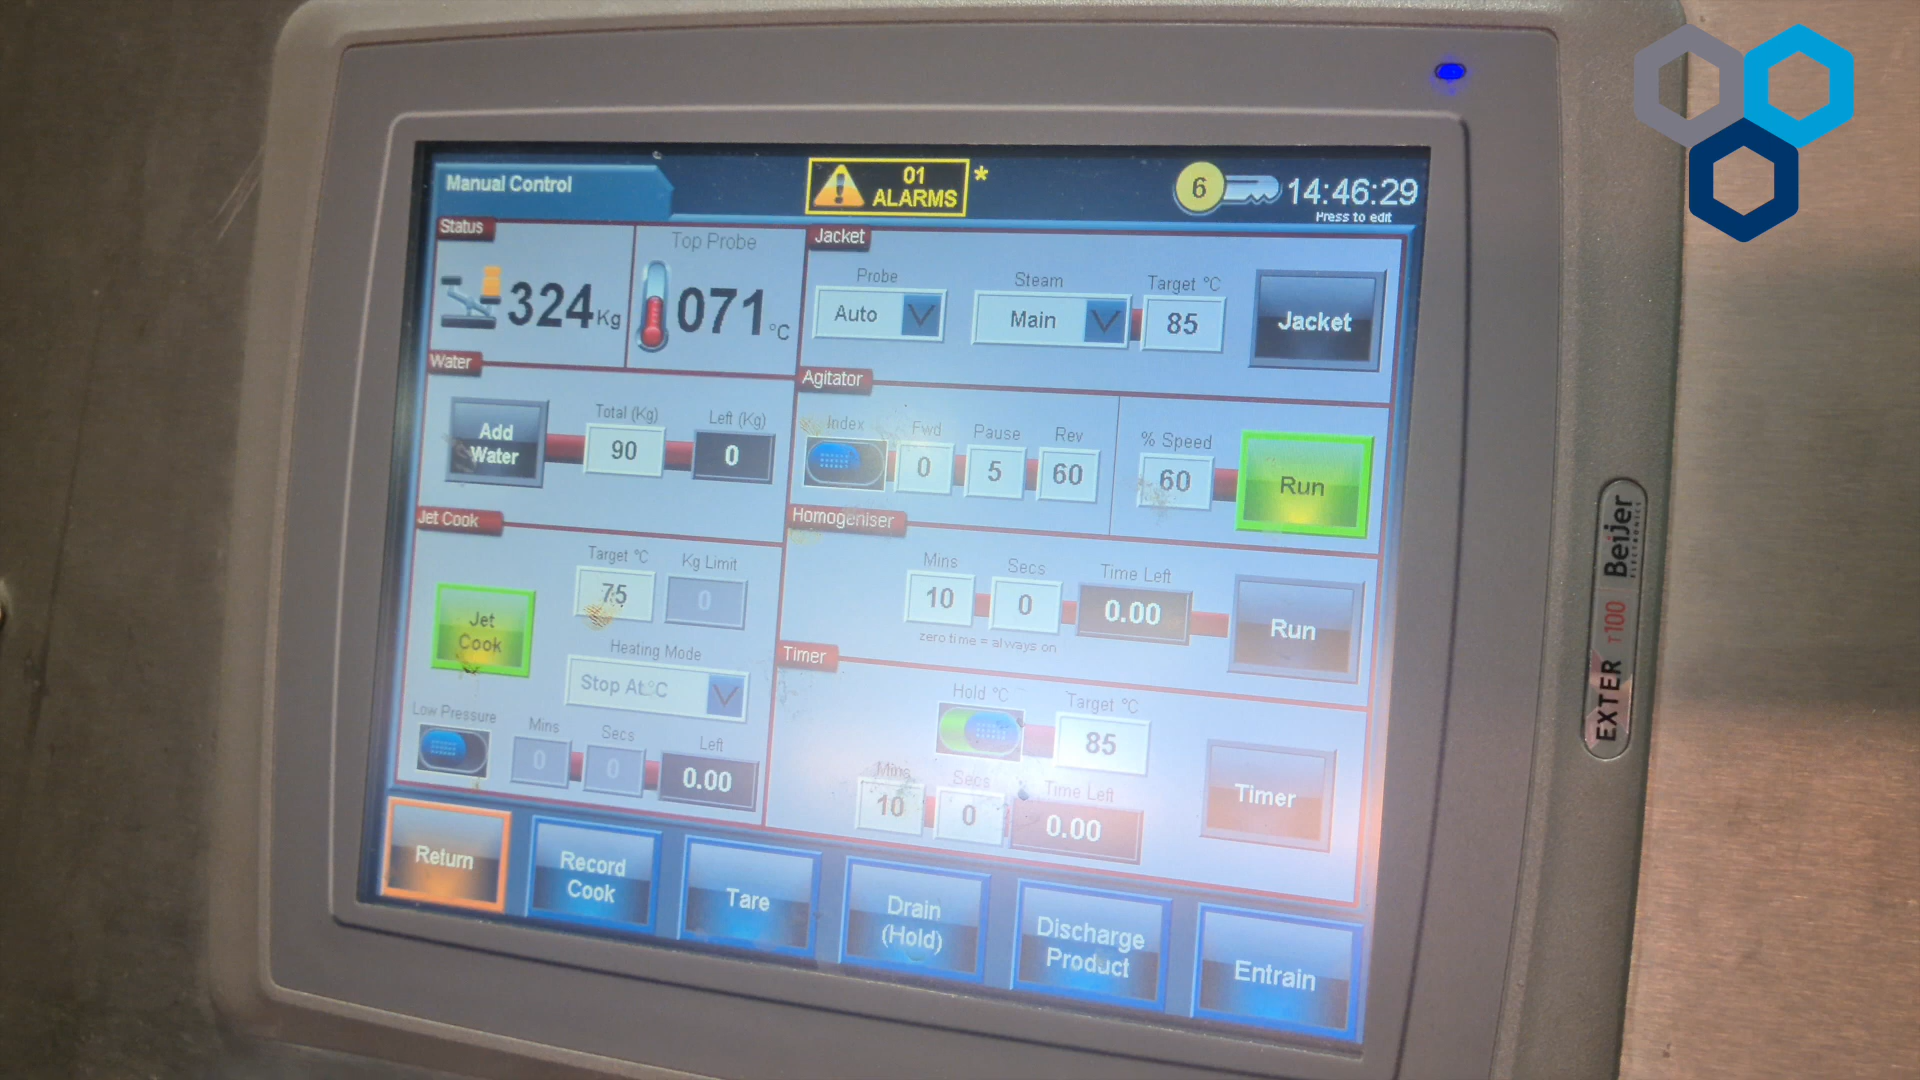 Manual Control
01
ALARMS
*
6
14:46:29
Press to edit
Status
324 Kg
Top Probe
071 °C
Jacket
Probe
Auto
Steam
Main
Target °C
85
Jacket
Water
Add
Water
Total (Kg)
90
Left (Kg)
0
Agitator
Index
Fwd
0
Pause
5
Rev
60
% Speed
60
Run
Jet Cook
Jet
Cook
Target °C
75
Kg Limit
0
Heating Mode
Stop At °C
Low Pressure
Mins
0
Secs
0
Left
0.00
Homogeniser
Mins
10
Secs
0
Time Left
0.00
zero time = always on
Run
Timer
Hold °C
Target °C
85
Mins
10
Secs
0
Time Left
0.00
Timer
Return
Record
Cook
Tare
Drain
(Hold)
Discharge
Product
Entrain
EXTER T100
Beijer
ELECTRONICS